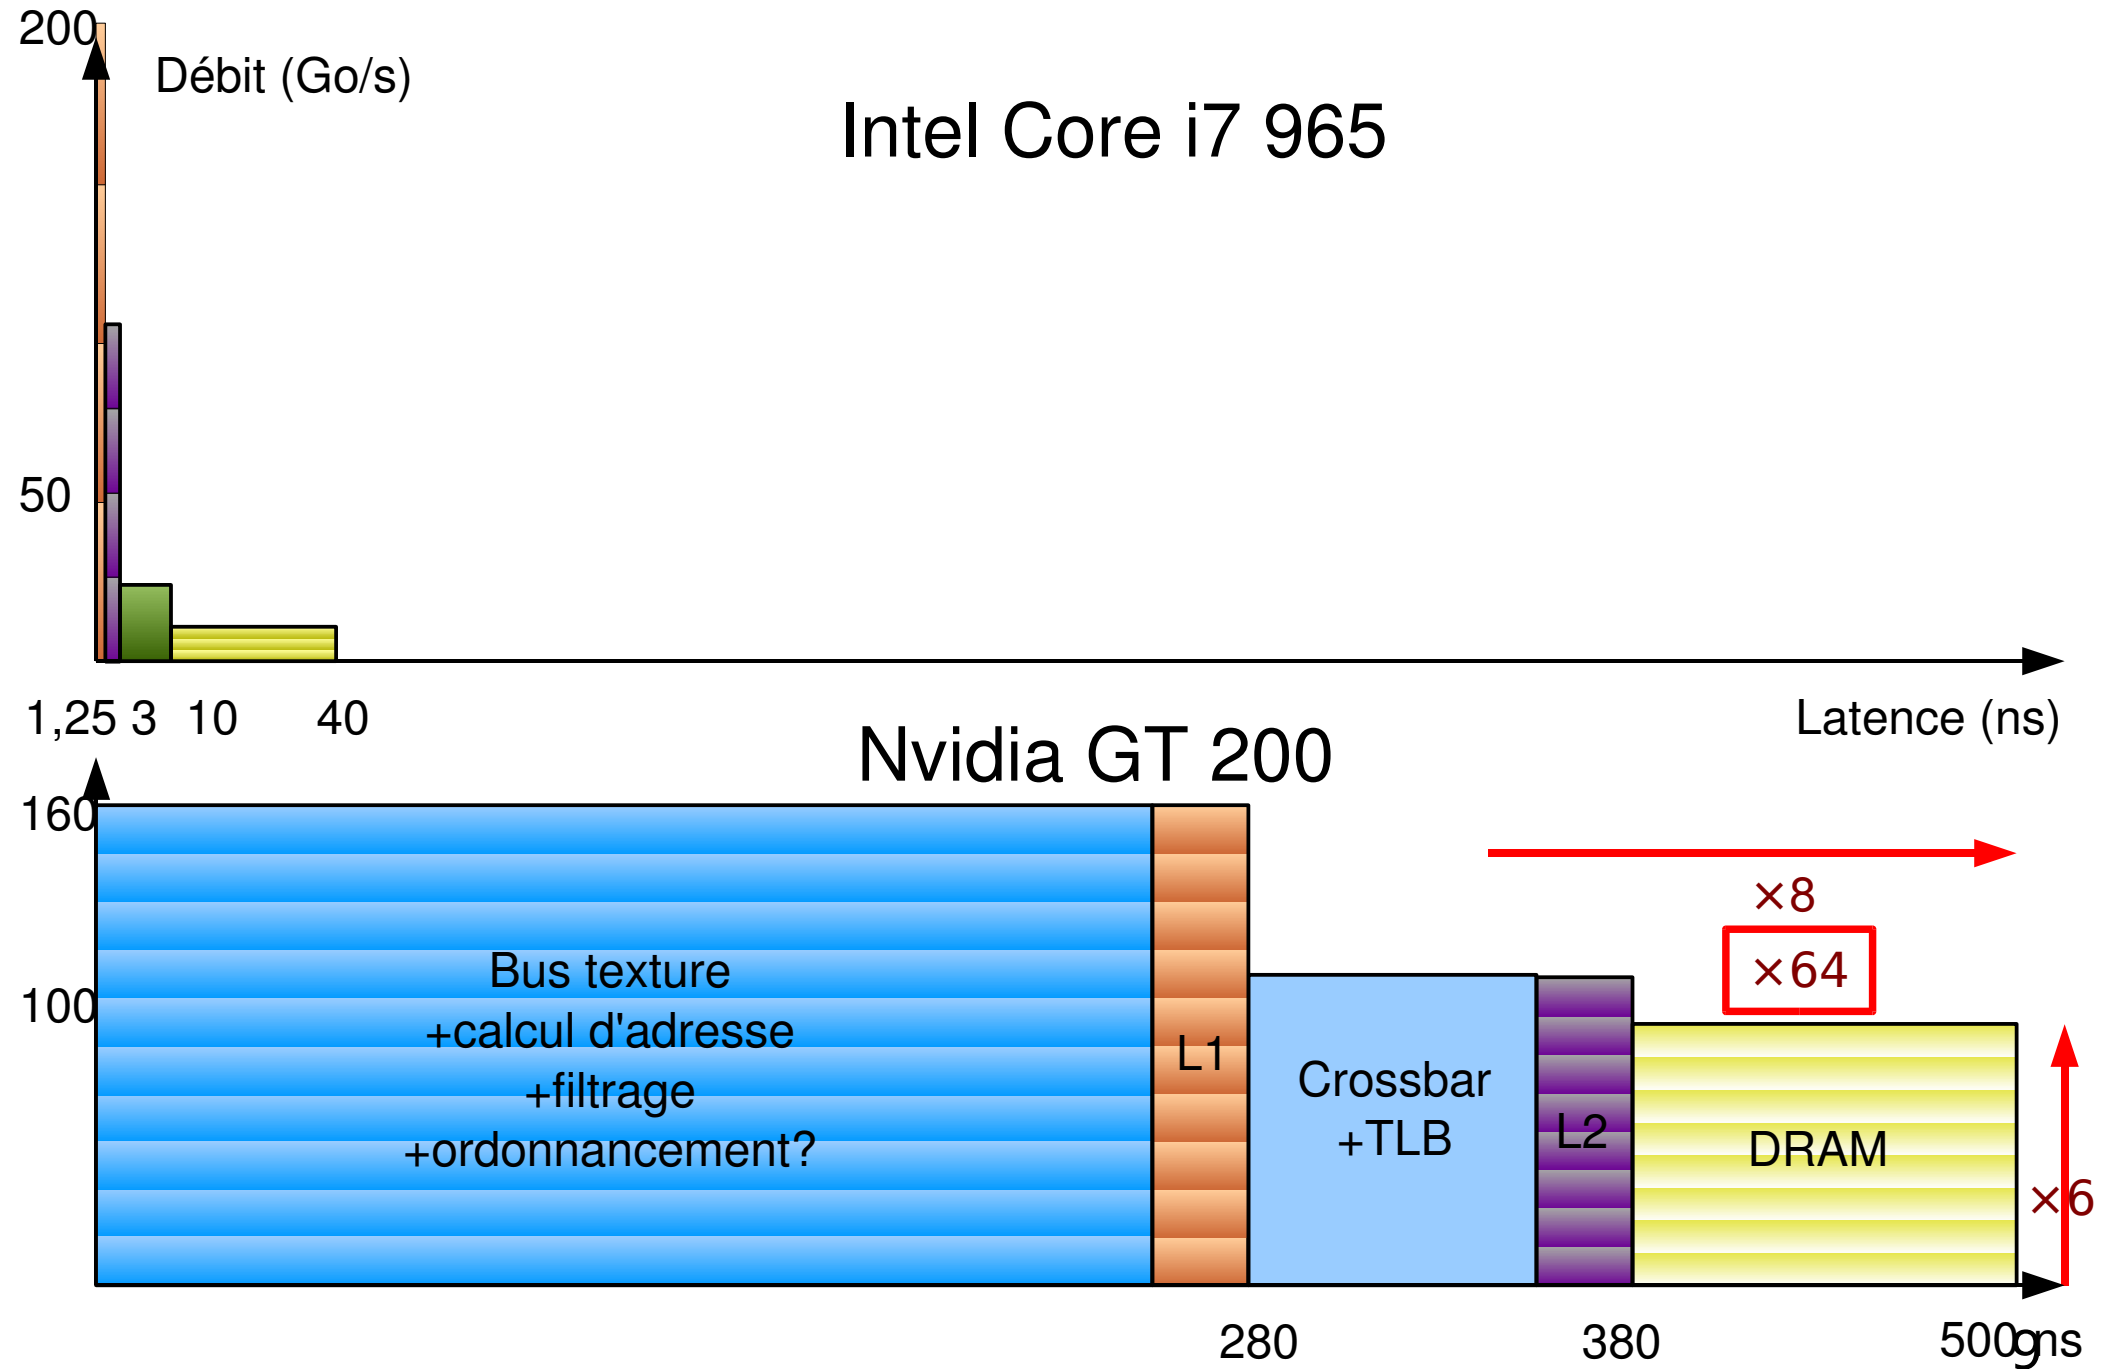 200
Débit (Go/s)
Intel Core i7 965
50
1,25 3 10 40
Latence (ns)
Nvidia GT 200
160
×8
×64
Bus texture
+calcul d'adresse
+filtrage
+ordonnancement?
100
L1
Crossbar
+TLB
L2
DRAM
×6
280
380
500 ns